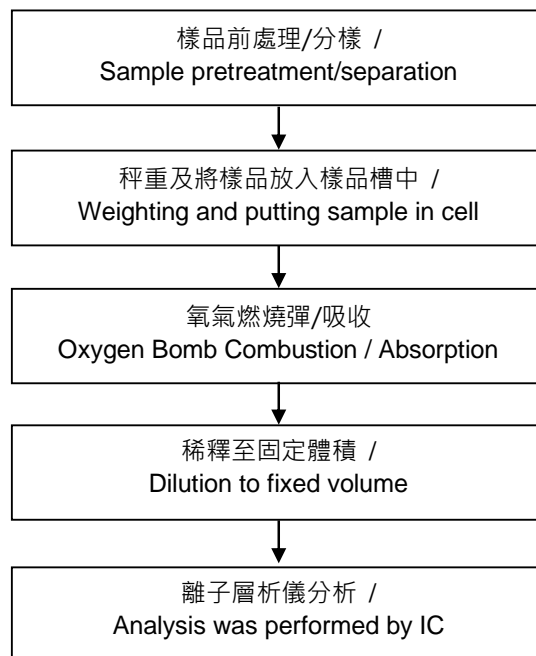 樣品前處理/分樣 /
Sample pretreatment/separation
秤重及將樣品放入樣品槽中 /
Weighting and putting sample in cell
氧氣燃燒彈/吸收
Oxygen Bomb Combustion / Absorption
稀釋至固定體積 /
Dilution to fixed volume
離子層析儀分析 /
Analysis was performed by IC